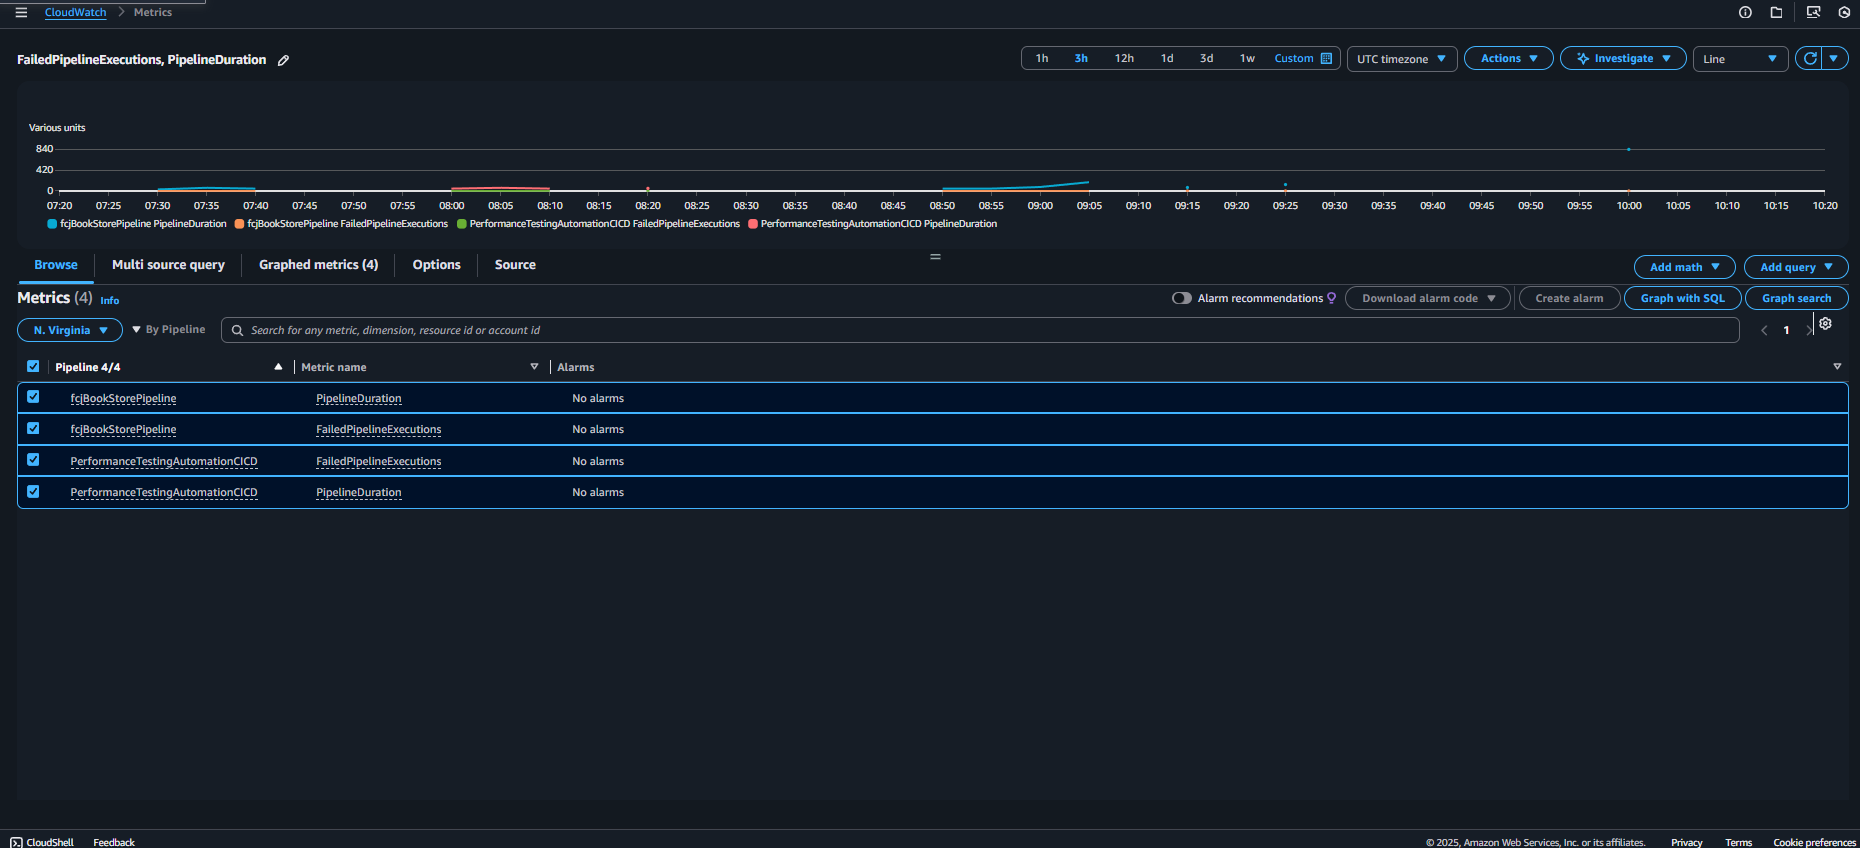 CloudWatch > Metrics
FailedPipelineExecutions, PipelineDuration
1h 3h 12h 1d 3d 1w Custom UTC timezone Actions Investigate Line
Various units
840
420
0
07:20 07:25 07:30 07:35 07:40 07:45 07:50 07:55 08:00 08:05 08:10 08:15 08:20 08:25 08:30 08:35 08:40 08:45 08:50 08:55 09:00 09:05 09:10 09:15 09:20 09:25 09:30 09:35 09:40 09:45 09:50 09:55 10:00 10:05 10:10 10:15 10:20
fcjBookStorePipeline PipelineDuration fcjBookStorePipeline FailedPipelineExecutions PerformanceTestingAutomationCICD FailedPipelineExecutions PerformanceTestingAutomationCICD PipelineDuration
Browse Multi source query Graphed metrics (4) Options Source Add math Add query
Metrics (4) Info Alarm recommendations Download alarm code Create alarm Graph with SQL Graph search
N. Virginia By Pipeline Search for any metric, dimension, resource id or account id 1
Pipeline 4/4 Metric name Alarms
fcjBookStorePipeline PipelineDuration No alarms
fcjBookStorePipeline FailedPipelineExecutions No alarms
PerformanceTestingAutomationCICD FailedPipelineExecutions No alarms
PerformanceTestingAutomationCICD PipelineDuration No alarms
CloudShell Feedback © 2025, Amazon Web Services, Inc. or its affiliates. Privacy Terms Cookie preferences